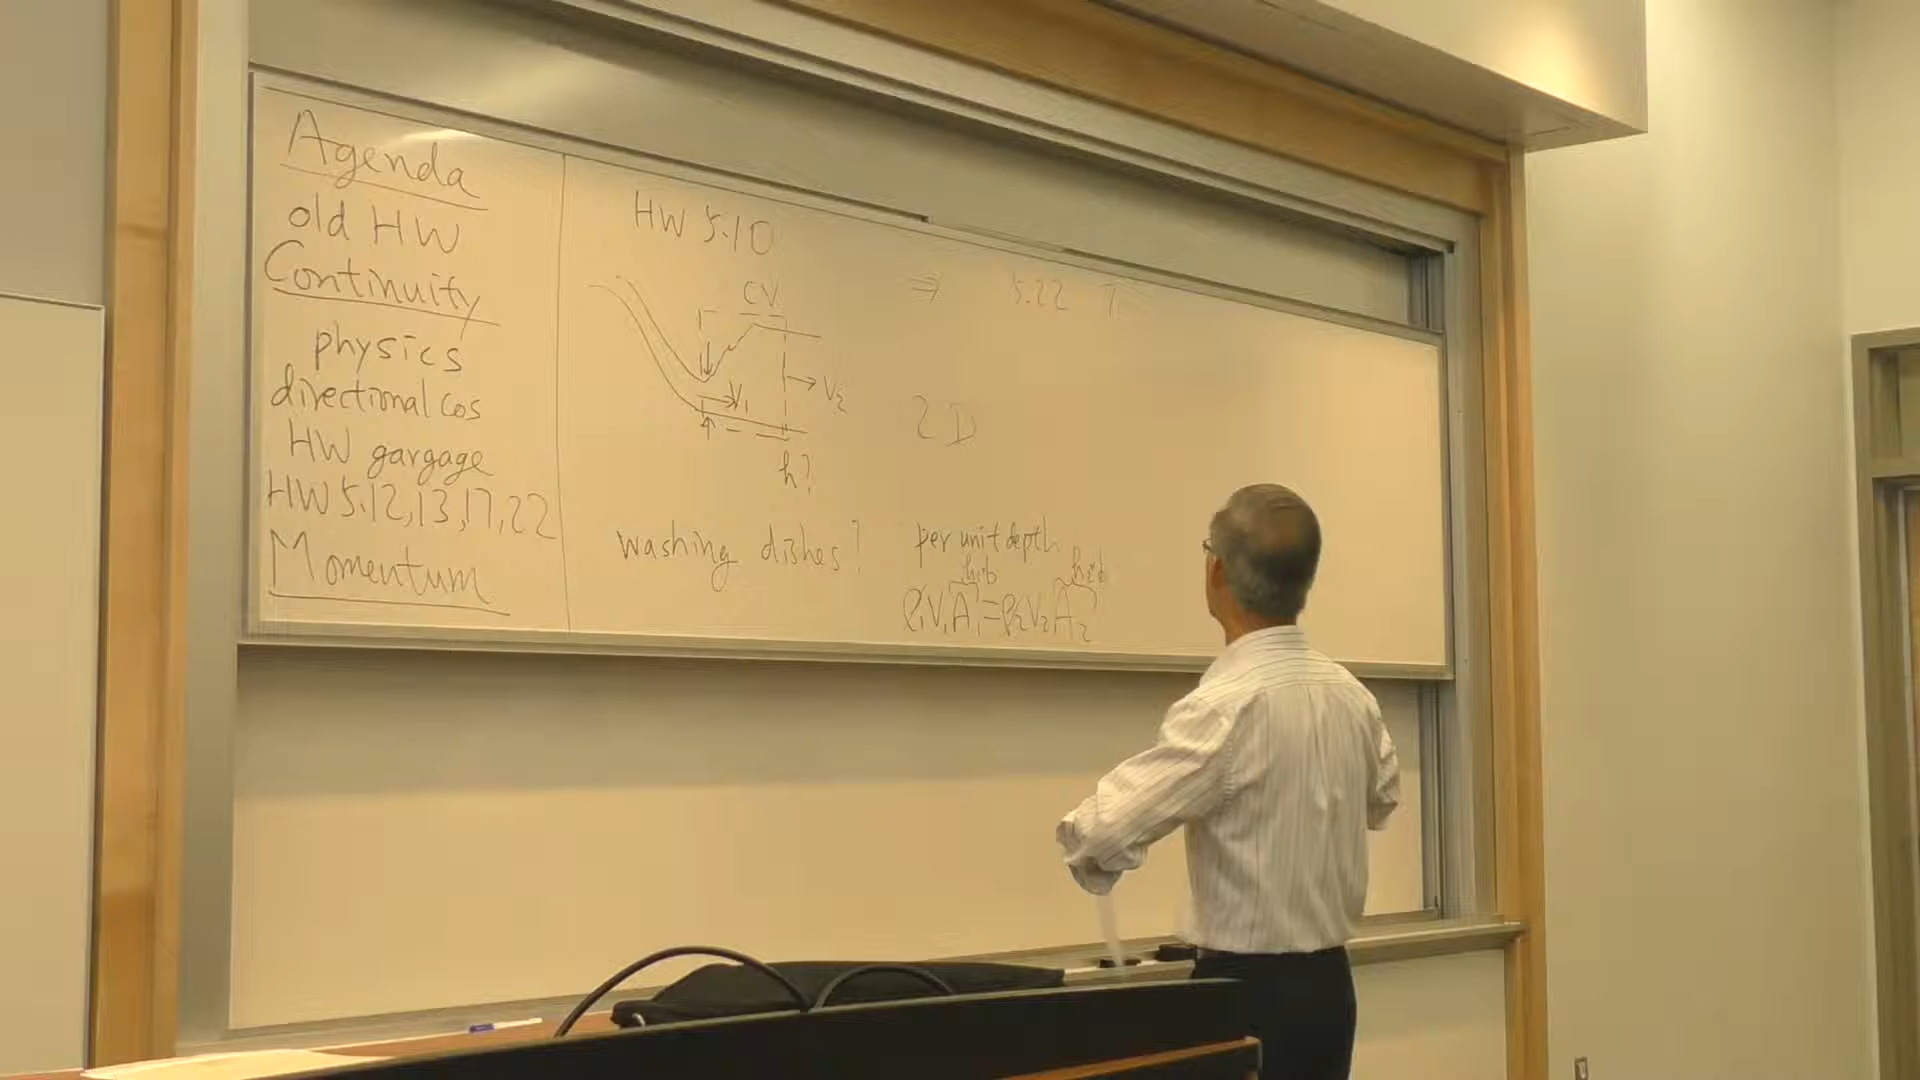 Agenda
old HW
Continuity
physics
directional cos
HW gargage
HW 5.12, 13, 17, 22
Momentum
HW 5.10
CV
V₁
V₂
h?
washing dishes?
⇒ 5.22
2D
per unit depth
h₁b
ρ₁V₁A₁=ρ₂V₂A₂